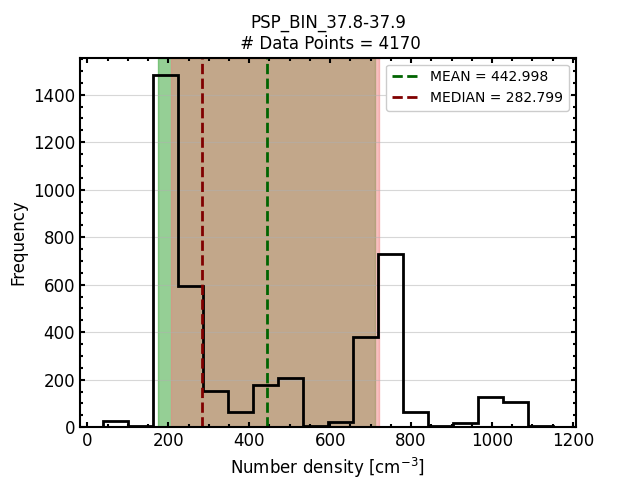 PSP_BIN_37.8-37.9
# Data Points = 4170
MEAN = 442.998
MEDIAN = 282.799
1400
1200
1000
800
600
400
200
0
Frequency
0 200 400 600 800 1000 1200
Number density [cm⁻³]